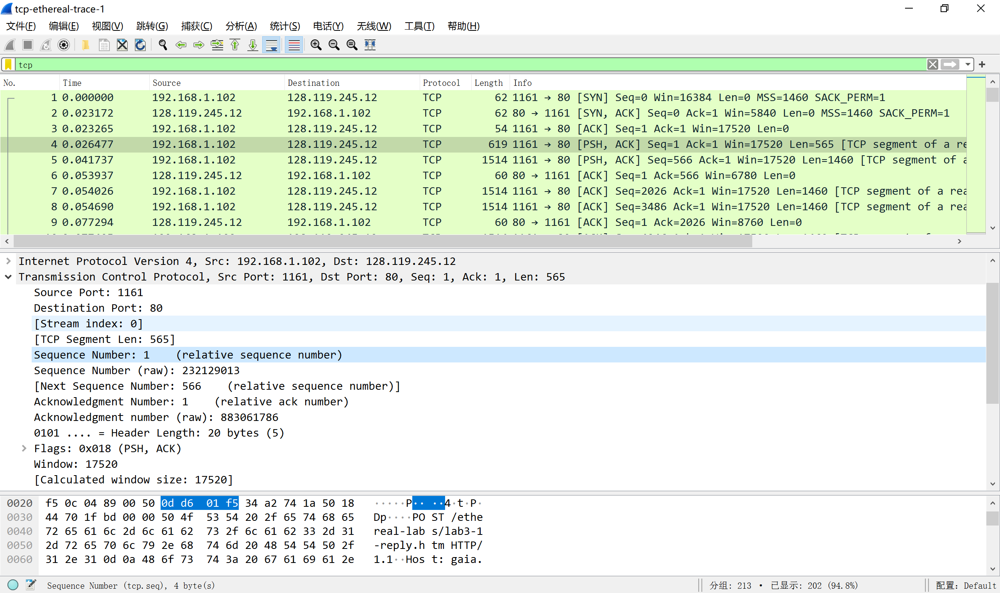 tcp-ethereal-trace-1
文件(F) 编辑(E) 视图(V) 跳转(G) 捕获(C) 分析(A) 统计(S) 电话(Y) 无线(W) 工具(T) 帮助(H)
tcp
No. Time Source Destination Protocol Length Info
1 0.000000 192.168.1.102 128.119.245.12 TCP 62 1161 → 80 [SYN] Seq=0 Win=16384 Len=0 MSS=1460 SACK_PERM=1
2 0.023172 128.119.245.12 192.168.1.102 TCP 62 80 → 1161 [SYN, ACK] Seq=0 Ack=1 Win=5840 Len=0 MSS=1460 SACK_PERM=1
3 0.023265 192.168.1.102 128.119.245.12 TCP 54 1161 → 80 [ACK] Seq=1 Ack=1 Win=17520 Len=0
4 0.026477 192.168.1.102 128.119.245.12 TCP 619 1161 → 80 [PSH, ACK] Seq=1 Ack=1 Win=17520 Len=565 [TCP segment of a re
5 0.041737 192.168.1.102 128.119.245.12 TCP 1514 1161 → 80 [PSH, ACK] Seq=566 Ack=1 Win=17520 Len=1460 [TCP segment of a
6 0.053937 128.119.245.12 192.168.1.102 TCP 60 80 → 1161 [ACK] Seq=1 Ack=566 Win=6780 Len=0
7 0.054026 192.168.1.102 128.119.245.12 TCP 1514 1161 → 80 [ACK] Seq=2026 Ack=1 Win=17520 Len=1460 [TCP segment of a rea
8 0.054690 192.168.1.102 128.119.245.12 TCP 1514 1161 → 80 [ACK] Seq=3486 Ack=1 Win=17520 Len=1460 [TCP segment of a rea
9 0.077294 128.119.245.12 192.168.1.102 TCP 60 80 → 1161 [ACK] Seq=1 Ack=2026 Win=8760 Len=0
Internet Protocol Version 4, Src: 192.168.1.102, Dst: 128.119.245.12
Transmission Control Protocol, Src Port: 1161, Dst Port: 80, Seq: 1, Ack: 1, Len: 565
Source Port: 1161
Destination Port: 80
[Stream index: 0]
[TCP Segment Len: 565]
Sequence Number: 1    (relative sequence number)
Sequence Number (raw): 232129013
[Next Sequence Number: 566    (relative sequence number)]
Acknowledgment Number: 1    (relative ack number)
Acknowledgment number (raw): 883061786
0101 .... = Header Length: 20 bytes (5)
Flags: 0x018 (PSH, ACK)
Window: 17520
[Calculated window size: 17520]
0020 f5 0c 04 89 00 50 0d d6 01 f5 34 a2 74 1a 50 18 ·····P·· ··4·t·P·
0030 44 70 1f bd 00 00 50 4f 53 54 20 2f 65 74 68 65 Dp····PO ST /ethe
0040 72 65 61 6c 2d 6c 61 62 73 2f 6c 61 62 33 2d 31 real-lab s/lab3-1
0050 2d 72 65 70 6c 79 2e 68 74 6d 20 48 54 54 50 2f -reply.h tm HTTP/
0060 31 2e 31 0d 0a 48 6f 73 74 3a 20 67 61 69 61 2e 1.1··Hos t: gaia.
Sequence Number (tcp.seq), 4 byte(s) 分组: 213 · 已显示: 202 (94.8%) 配置: Default